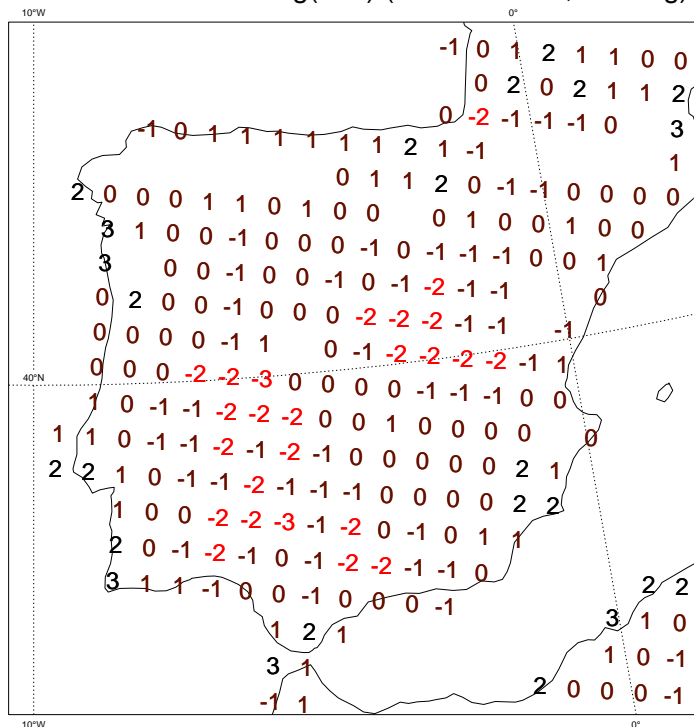 10°W 0°
-1 0 1 2 1 1 0 0
0 2 0 2 1 1 2
0 -2 -1 -1 -1 0 3
-1 0 1 1 1 1 1 1 2 1 -1 1
0 1 1 2 0 -1 -1 0 0 0 0
2 0 0 0 1 1 0 1 0 0 0 1 0 0 1 0 0
3 1 0 0 -1 0 0 0 -1 0 -1 -1 -1 0 0 1
3 0 0 -1 0 0 -1 0 -1 -2 -1 -1 0
0 2 0 0 -1 0 0 0 -2 -2 -2 -1 -1 -1
0 0 0 0 -1 1 0 -1 -2 -2 -2 -2 -1 1
40°N 0 0 0 -2 -2 -3 0 0 0 0 -1 -1 -1 0 0
1 0 -1 -1 -2 -2 -2 0 0 1 0 0 0 0 0
1 1 0 -1 -1 -2 -1 -2 -1 0 0 0 0 0 2 1
2 2 1 0 -1 -1 -2 -1 -1 -1 0 0 0 0 2 2
1 0 0 -2 -2 -3 -1 -2 0 -1 0 1 1
2 0 -1 -2 -1 0 -1 -2 -2 -1 -1 0
3 1 1 -1 0 0 -1 0 0 0 -1 2 2
1 2 1 3 1 0
3 1 1 0 -1
-1 1 2 0 0 0 -1
10°W 0°